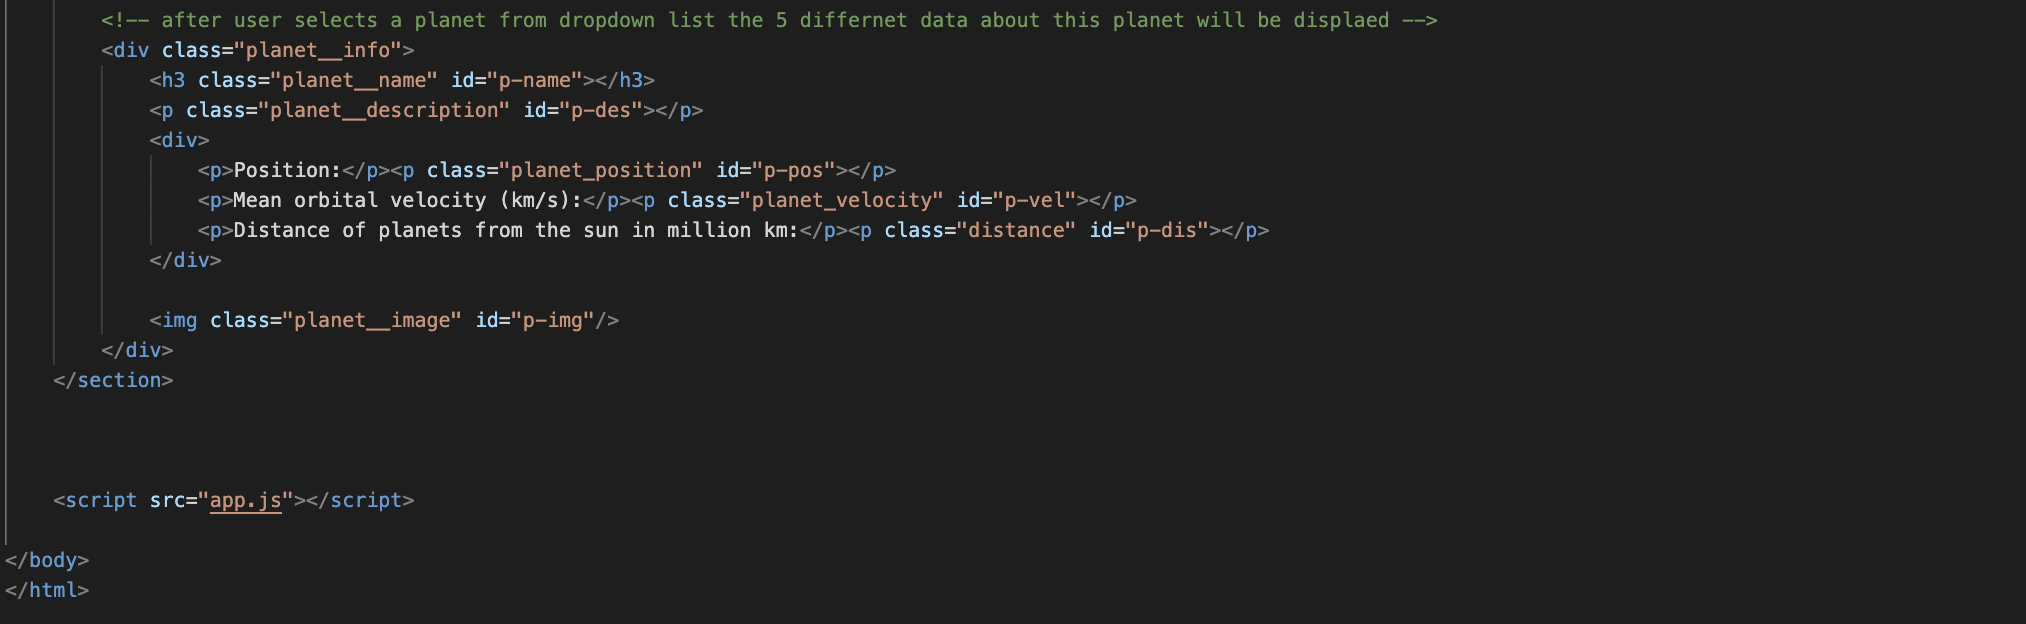 <!-- after user selects a planet from dropdown list the 5 differnet data about this planet will be displaed -->
<div class="planet__info">
<h3 class="planet__name" id="p-name"></h3>
<p class="planet__description" id="p-des"></p>
<div>
<p>Position:</p><p class="planet_position" id="p-pos"></p>
<p>Mean orbital velocity (km/s):</p><p class="planet_velocity" id="p-vel"></p>
<p>Distance of planets from the sun in million km:</p><p class="distance" id="p-dis"></p>
</div>
<img class="planet__image" id="p-img"/>
</div>
</section>
<script src="app.js"></script>
</body>
</html>